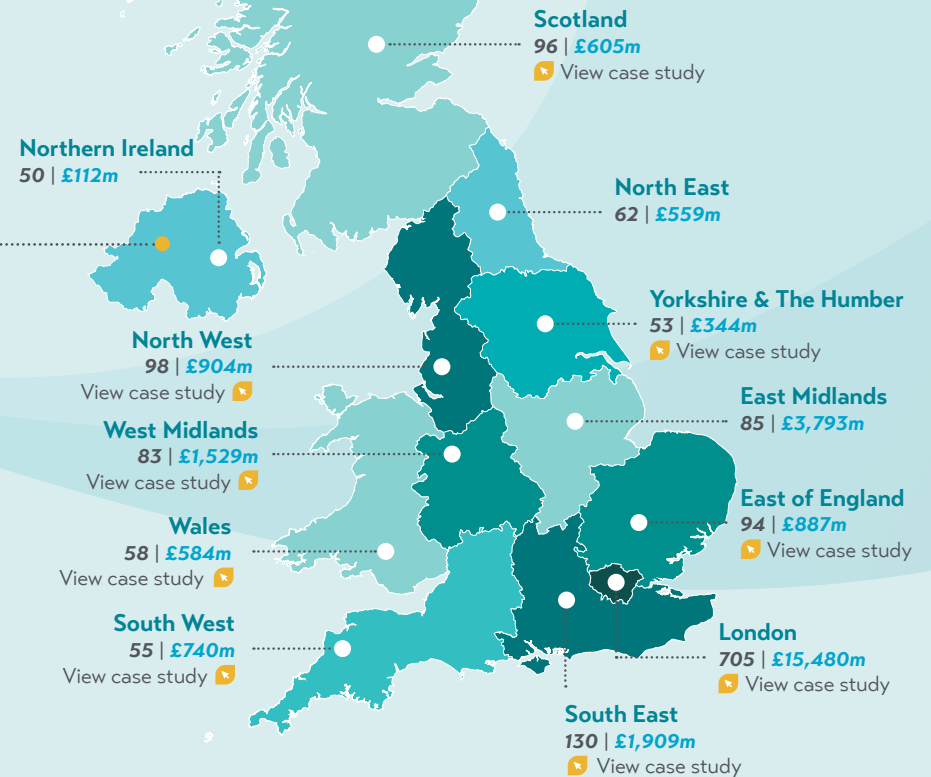 Scotland
96 | £605m
View case study
Northern Ireland
50 | £112m
North East
62 | £559m
Yorkshire & The Humber
53 | £344m
View case study
North West
98 | £904m
View case study
East Midlands
85 | £3,793m
West Midlands
83 | £1,529m
View case study
East of England
94 | £887m
View case study
Wales
58 | £584m
View case study
South West
55 | £740m
View case study
London
705 | £15,480m
View case study
South East
130 | £1,909m
View case study